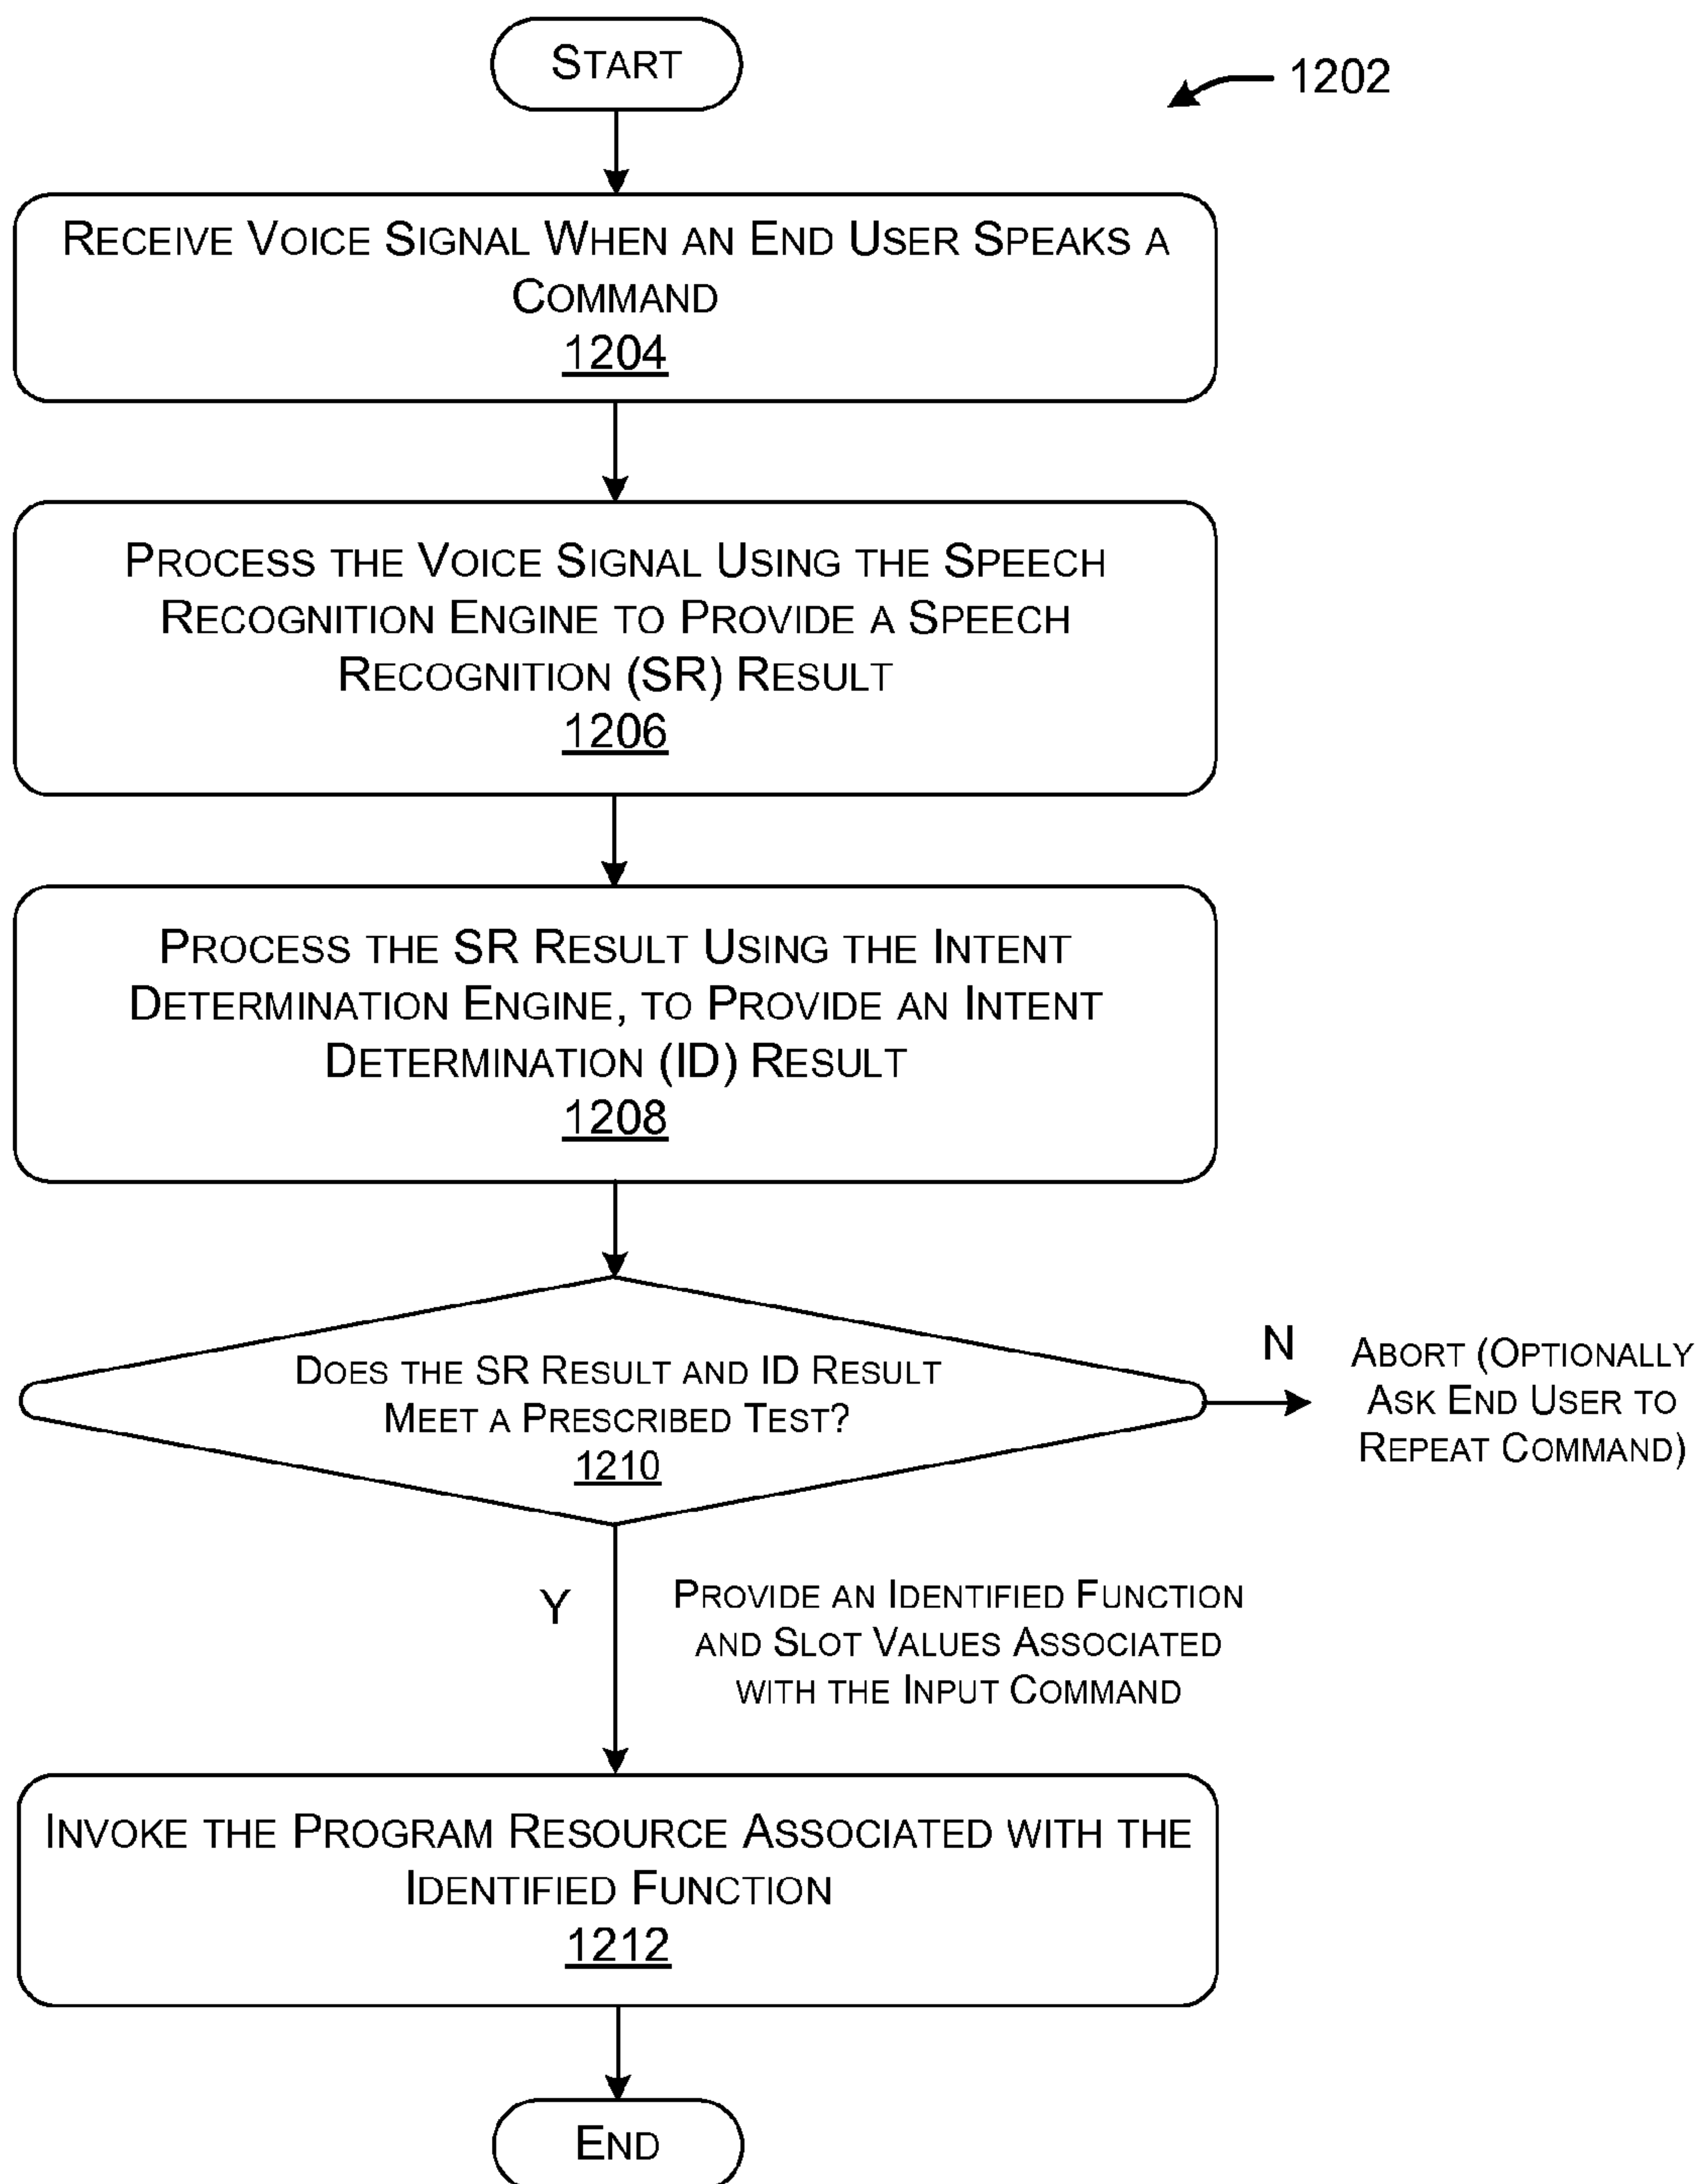 START
1202
RECEIVE VOICE SIGNAL WHEN AN END USER SPEAKS A
COMMAND
1204
PROCESS THE VOICE SIGNAL USING THE SPEECH
RECOGNITION ENGINE TO PROVIDE A SPEECH
RECOGNITION (SR) RESULT
1206
PROCESS THE SR RESULT USING THE INTENT
DETERMINATION ENGINE, TO PROVIDE AN INTENT
DETERMINATION (ID) RESULT
1208
DOES THE SR RESULT AND ID RESULT
MEET A PRESCRIBED TEST?
1210
N
ABORT (OPTIONALLY
ASK END USER TO
REPEAT COMMAND)
Y
PROVIDE AN IDENTIFIED FUNCTION
AND SLOT VALUES ASSOCIATED
WITH THE INPUT COMMAND
INVOKE THE PROGRAM RESOURCE ASSOCIATED WITH THE
IDENTIFIED FUNCTION
1212
END